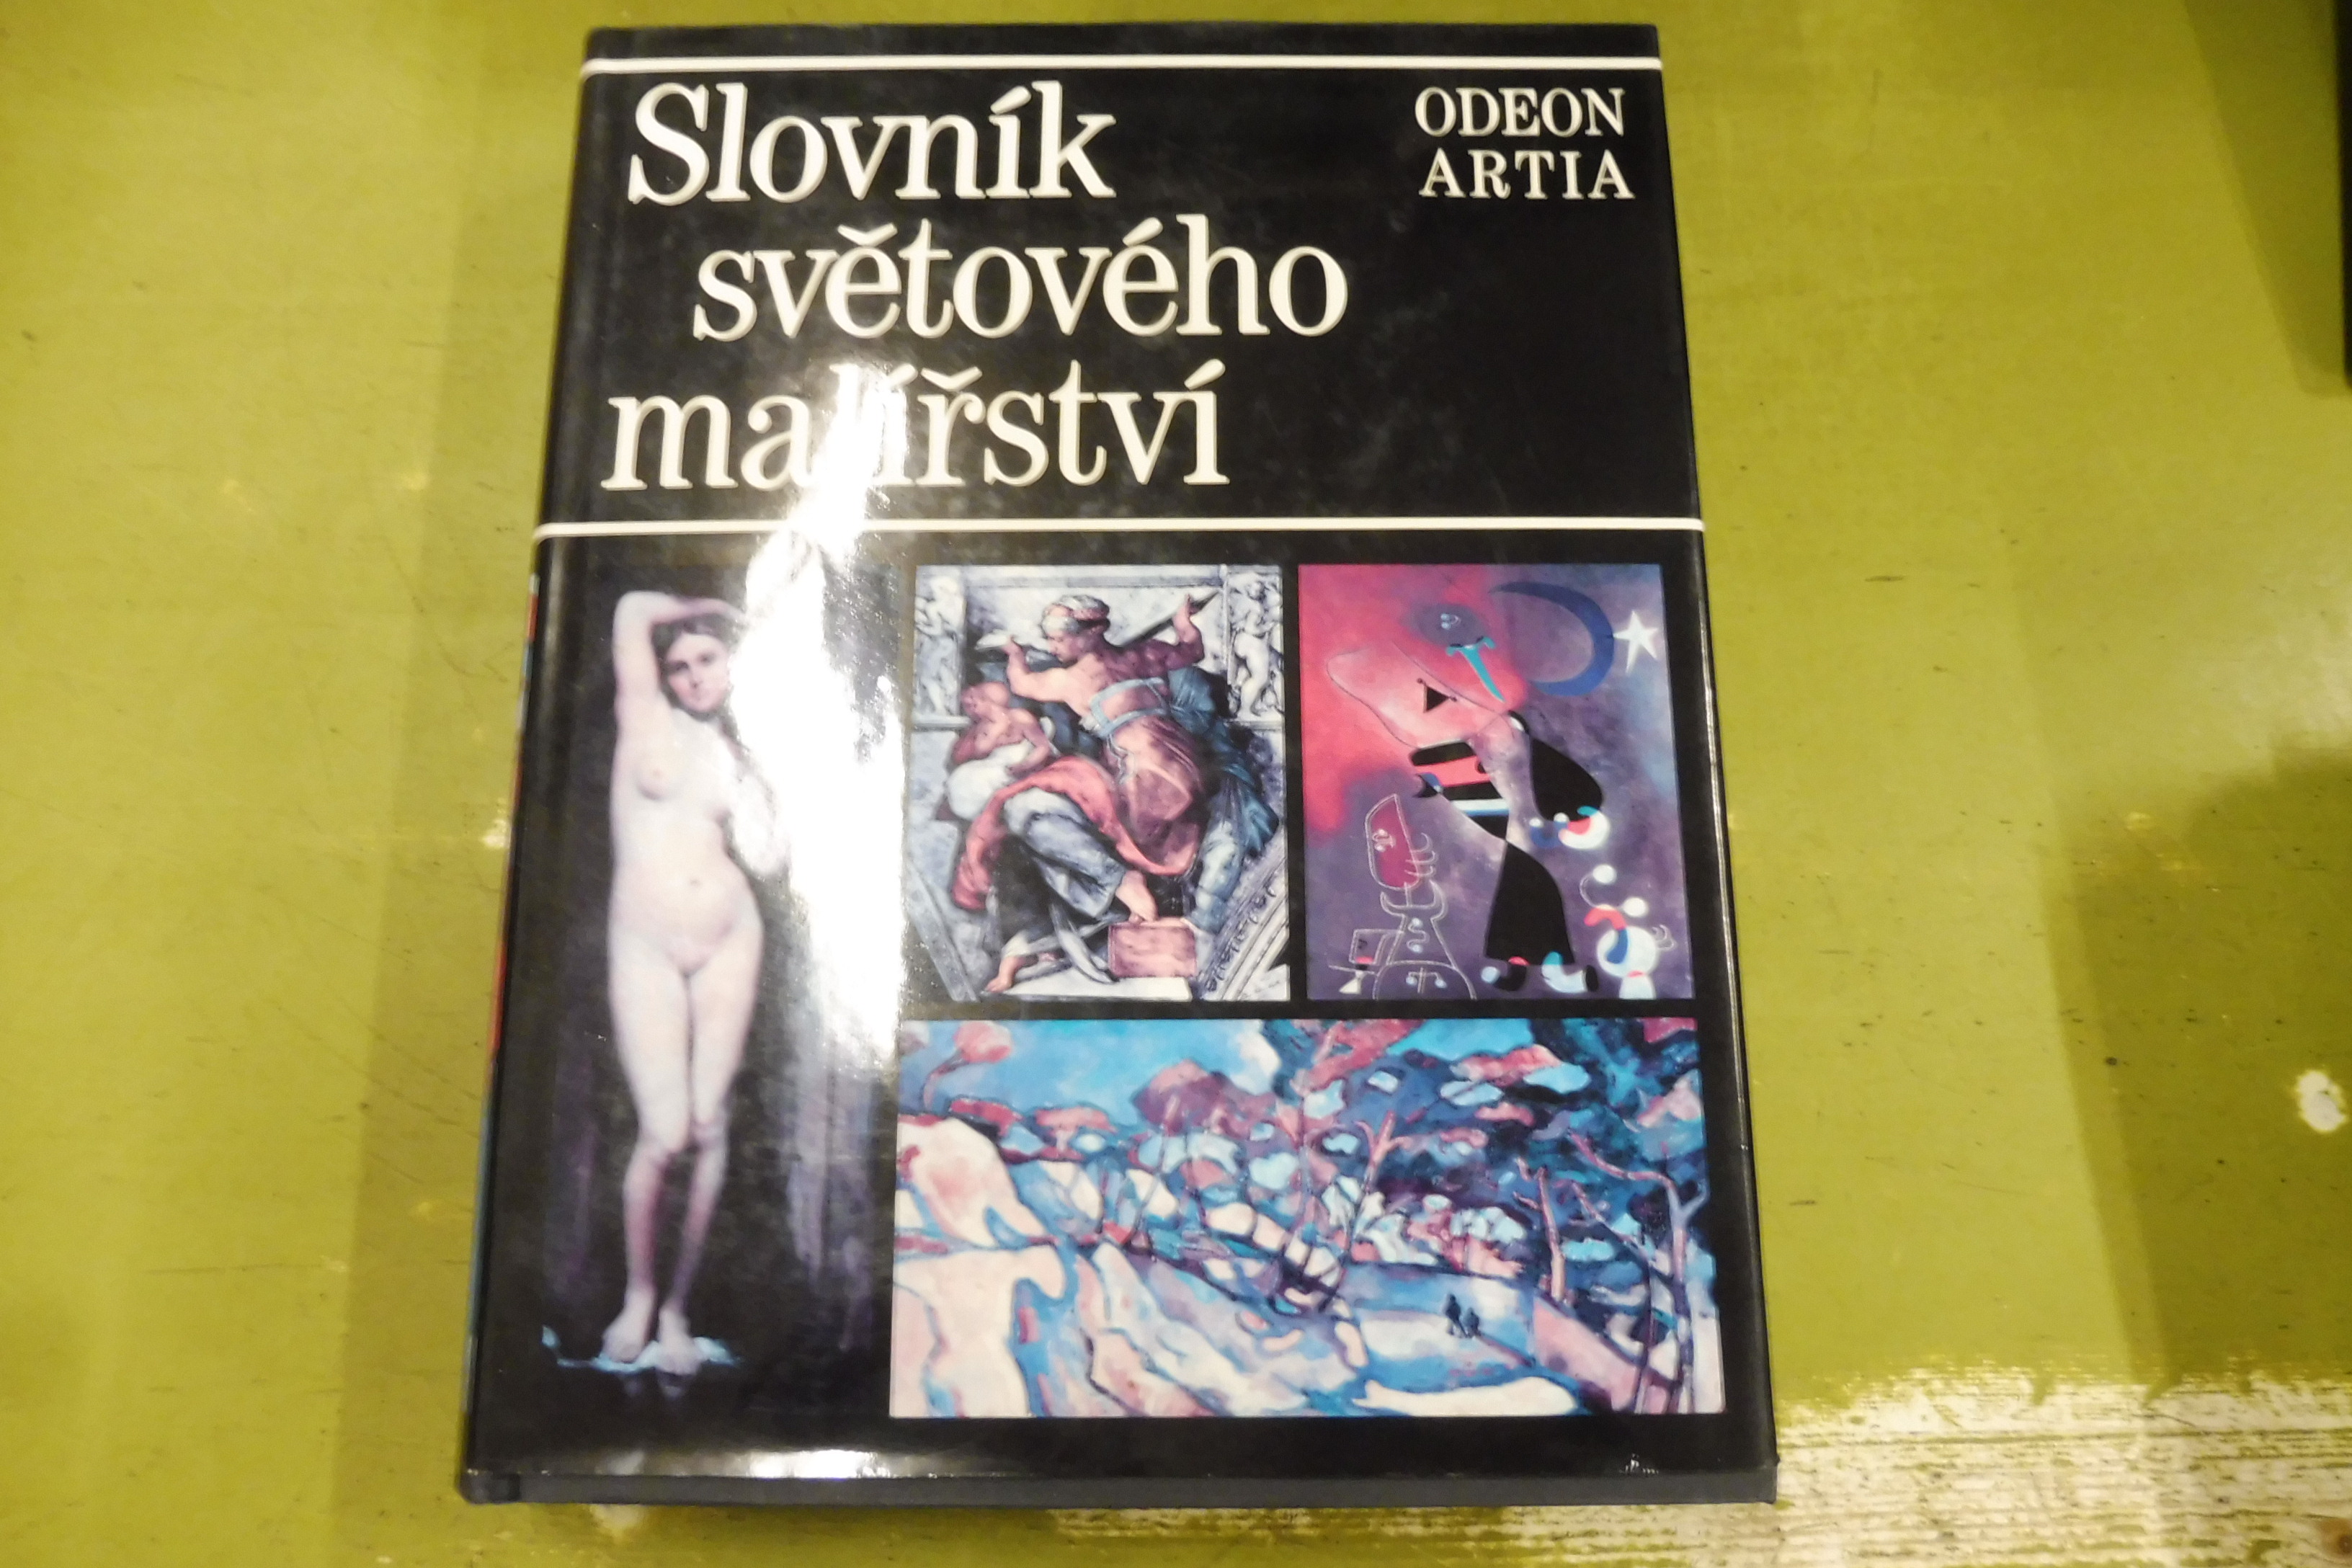 Slovník
světového
malířství
ODEON
ARTIA